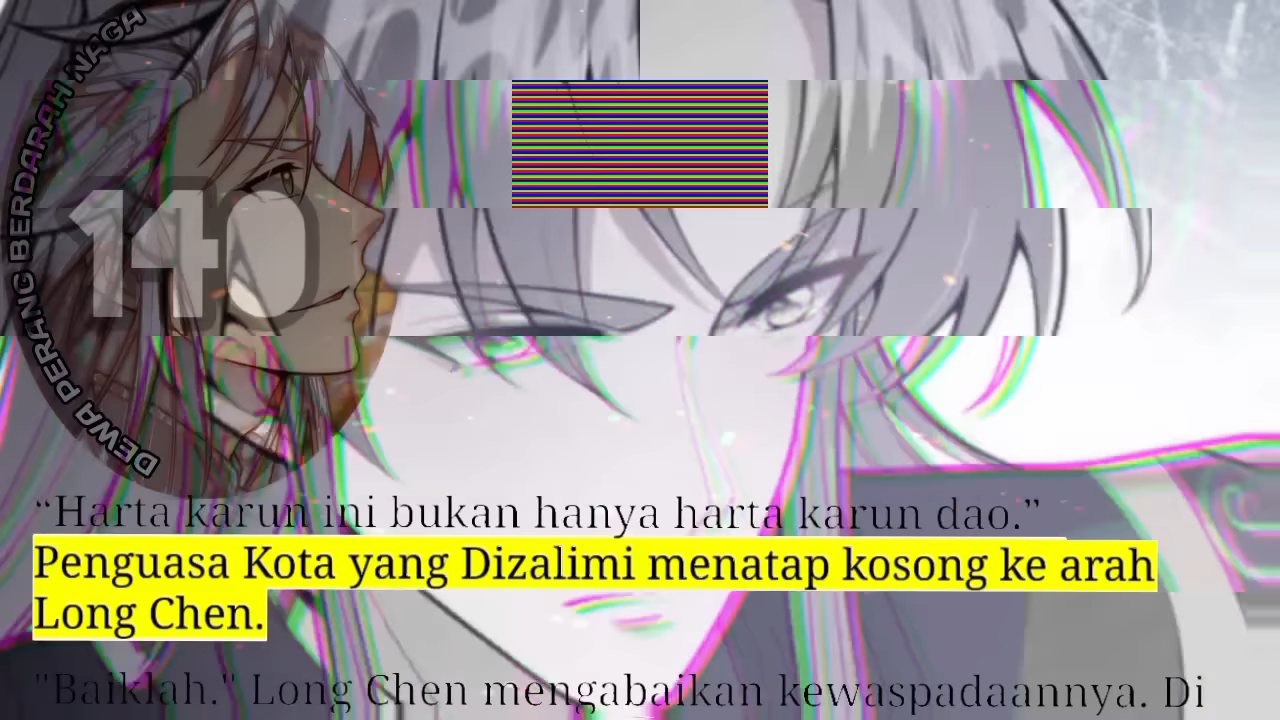 DEWA PERANG BERDARAH NAGA
140
“Harta karun ini bukan hanya harta karun dao.”
Penguasa Kota yang Dizalimi menatap kosong ke arah
Long Chen.
"Baiklah." Long Chen mengabaikan kewaspadaannya. Di